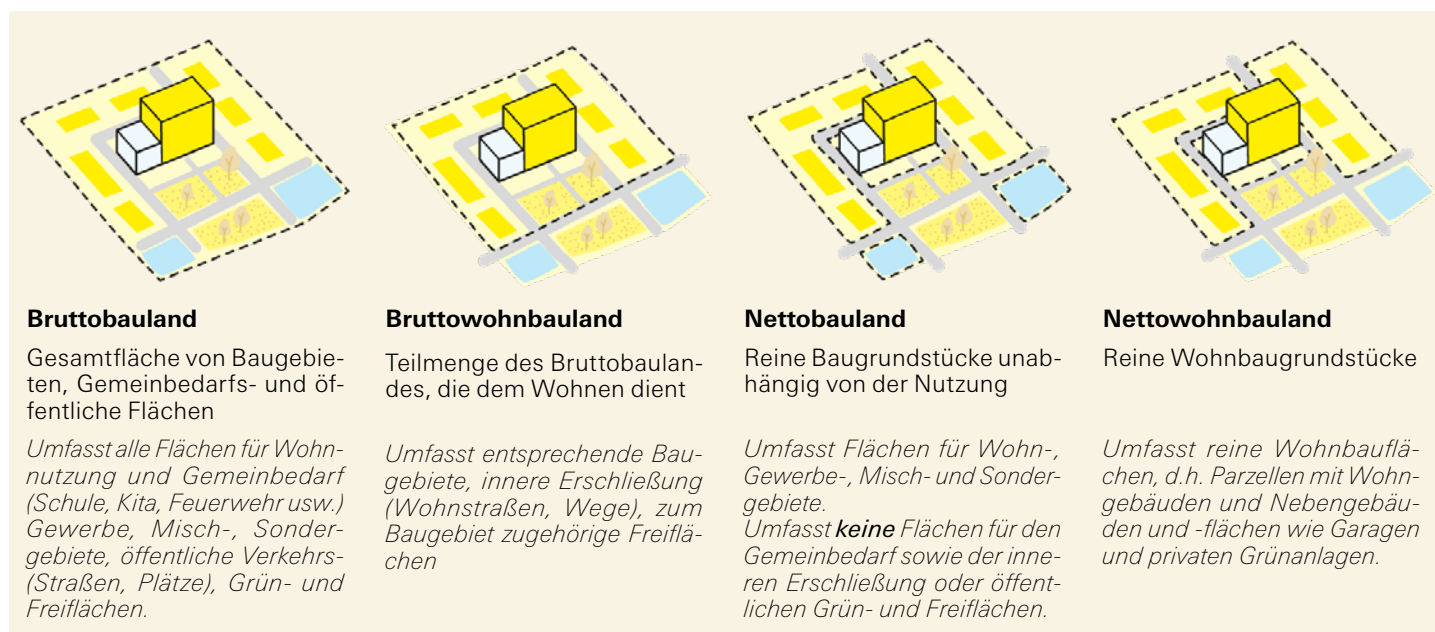 Bruttobauland
Gesamtfläche von Baugebie-
ten, Gemeinbedarfs- und öf-
fentliche Flächen
Umfasst alle Flächen für Wohn-
nutzung und Gemeinbedarf
(Schule, Kita, Feuerwehr usw.)
Gewerbe, Misch-, Sonder-
gebiete, öffentliche Verkehrs-
(Straßen, Plätze), Grün- und
Freiflächen.
Bruttowohnbauland
Teilmenge des Bruttobaulan-
des, die dem Wohnen dient
Umfasst entsprechende Bau-
gebiete, innere Erschließung
(Wohnstraßen, Wege), zum
Baugebiet zugehörige Freiflä-
chen
Nettobauland
Reine Baugrundstücke unab-
hängig von der Nutzung
Umfasst Flächen für Wohn-,
Gewerbe-, Misch- und Sonder-
gebiete.
Umfasst keine Flächen für den
Gemeinbedarf sowie der inne-
ren Erschließung oder öffent-
lichen Grün- und Freiflächen.
Nettowohnbauland
Reine Wohnbaugrundstücke
Umfasst reine Wohnbauflä-
chen, d.h. Parzellen mit Wohn-
gebäuden und Nebengebäu-
den und -flächen wie Garagen
und privaten Grünanlagen.